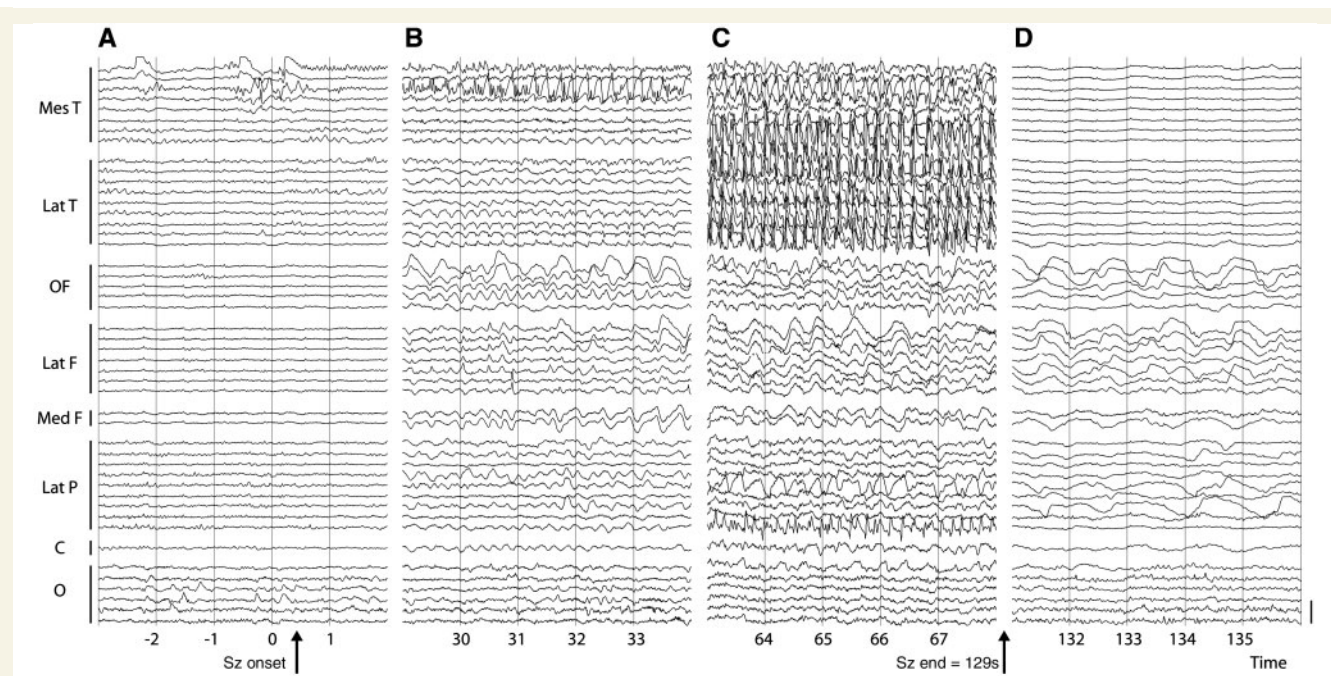 A B C D
Mes T
Lat T
OF
Lat F
Med F
Lat P
C
O
-2 -1 0 1 30 31 32 33 64 65 66 67 132 133 134 135
Sz onset Sz end = 129s Time